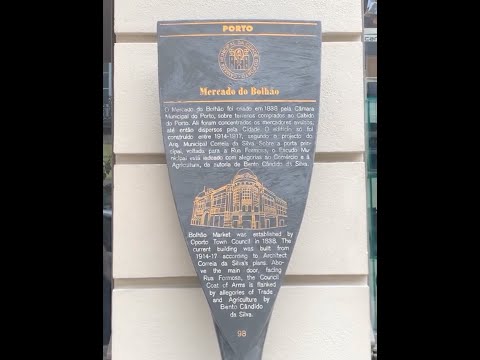 PORTO
Mercado do Bolhão
O Mercado do Bolhão foi criado em 1838 pela Câmara
Municipal do Porto, sobre terrenos comprados ao Cabido
do Porto. Ali foram concentrados os mercadores
até então dispersos pela Cidade. O edifício só foi
construído entre 1914-1917, segundo o projecto do
Arq. Municipal Correia da Silva. Sobre a porta prin-
cipal, voltada para a Rua Formosa, o Escudo Mu-
nicipal está ladeado com alegorias ao Comércio e à
Agricultura, da autoria de Bento Cândido da Silva.
Bolhão Market was established by
Oporto Town Council in 1838. The
current building was built from
1914-17 according to Architect
Correia da Silva's plans. Abo-
ve the main door, facing
Rua Formosa, the Council
Coat of Arms is flanked
by allegories of Trade
and Agriculture by
Bento Cândido
da Silva.
98